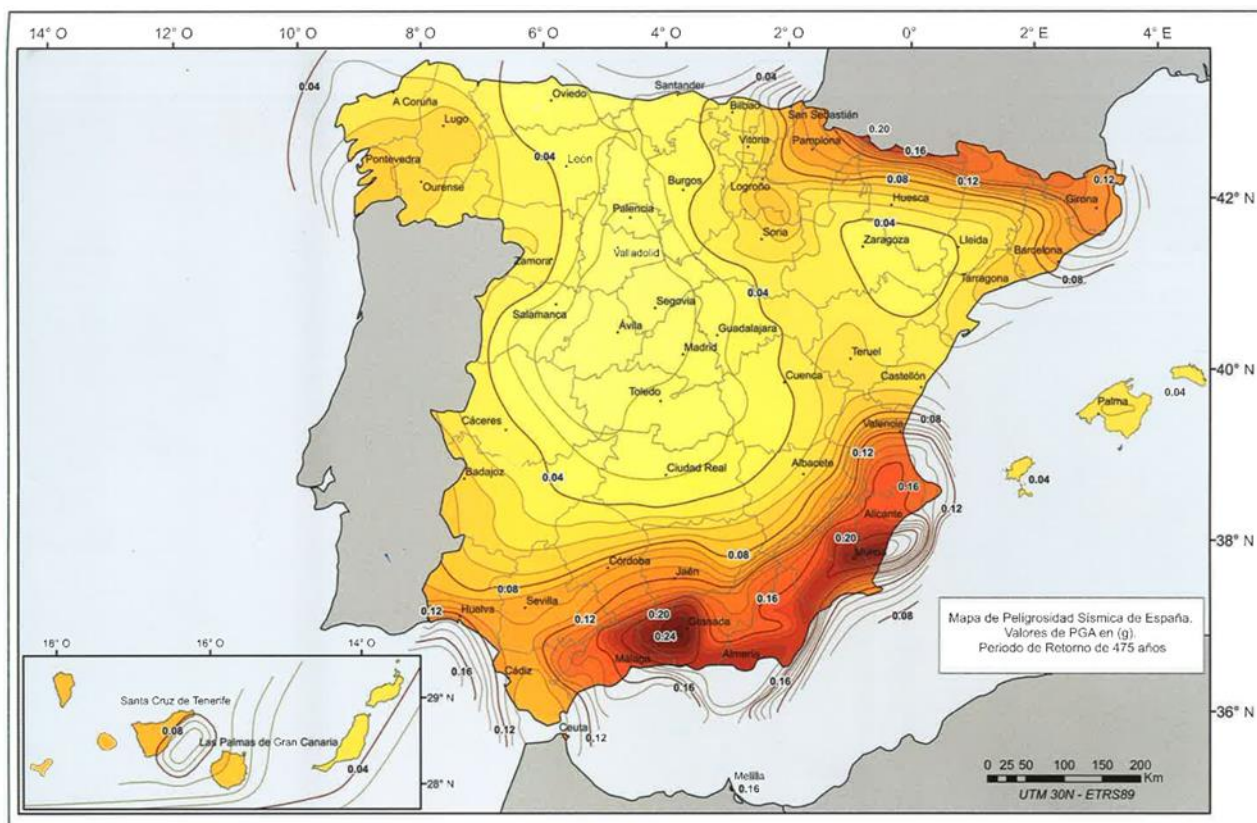 14° O 12° O 10° O 8° O 6° O 4° O 2° O 0° 2° E 4° E
0.04
Santander
0.04
Oviedo
A Coruña
Bilbao
San Sebastián
Lugo
0.20
Vitoria
Pamplona
0.16
0.04
León
Pontevedra
0.12
0.12
Ourense
Burgos
Logroño
0.08
Girona
42° N
Huesca
Palencia
0.04
Soria
Zaragoza
Lleida
Barcelona
Valladolid
Zamora
Tarragona
0.08
0.04
Segovia
Salamanca
Ávila
Guadalajara
Madrid
Teruel
40° N
Cuenca
Castellón
0.04
Toledo
Palma
Cáceres
Valencia
0.08
0.12
Badajoz
0.04
Ciudad Real
Albacete
0.04
0.16
0.12
Alicante
0.20
Murcia
38° N
0.08
Córdoba
Jaén
0.08
0.16
Sevilla
0.12
Huelva
0.12
0.20
Granada
0.08
0.24
Málaga
Almería
Cádiz
0.16
0.16
0.16
0.12
Ceuta
0.12
36° N
Melilla
0.16
Mapa de Peligrosidad Sísmica de España.
Valores de PGA en (g).
Periodo de Retorno de 475 años
18° O 16° O 14° O
Santa Cruz de Tenerife
29° N
0.08
Las Palmas de Gran Canaria
0.04
28° N
0 25 50 100 150 200
Km
UTM 30N - ETRS89